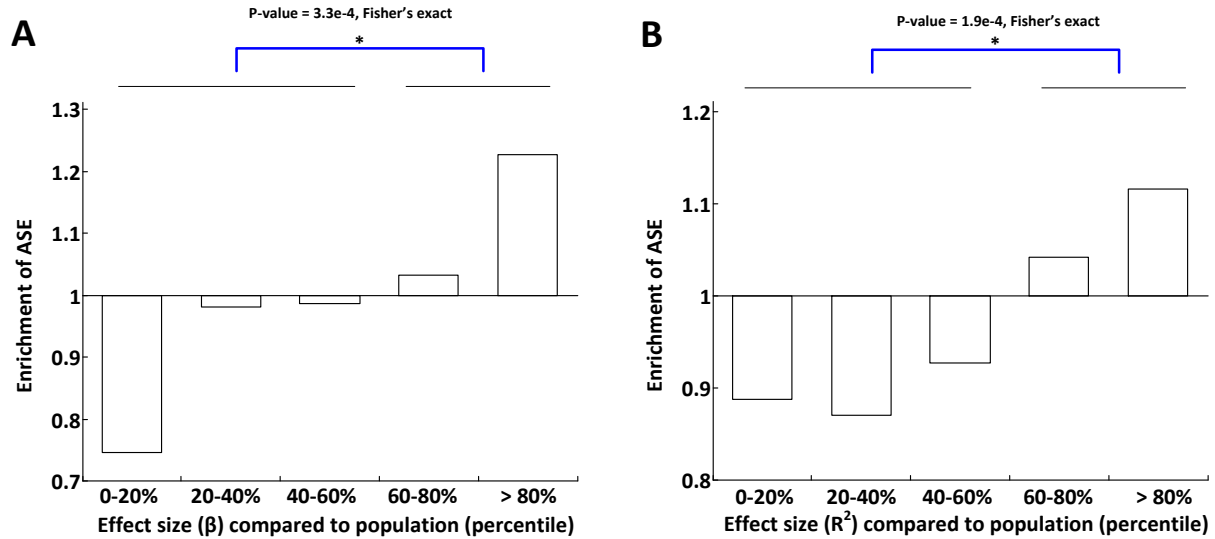 A
P-value = 3.3e-4, Fisher's exact
*
1.3
1.2
1.1
1
0.9
0.8
0.7
Enrichment of ASE
0-20% 20-40% 40-60% 60-80% > 80%
Effect size (β) compared to population (percentile)
B
P-value = 1.9e-4, Fisher's exact
*
1.2
1.1
1
0.9
0.8
Enrichment of ASE
0-20% 20-40% 40-60% 60-80% > 80%
Effect size (R²) compared to population (percentile)